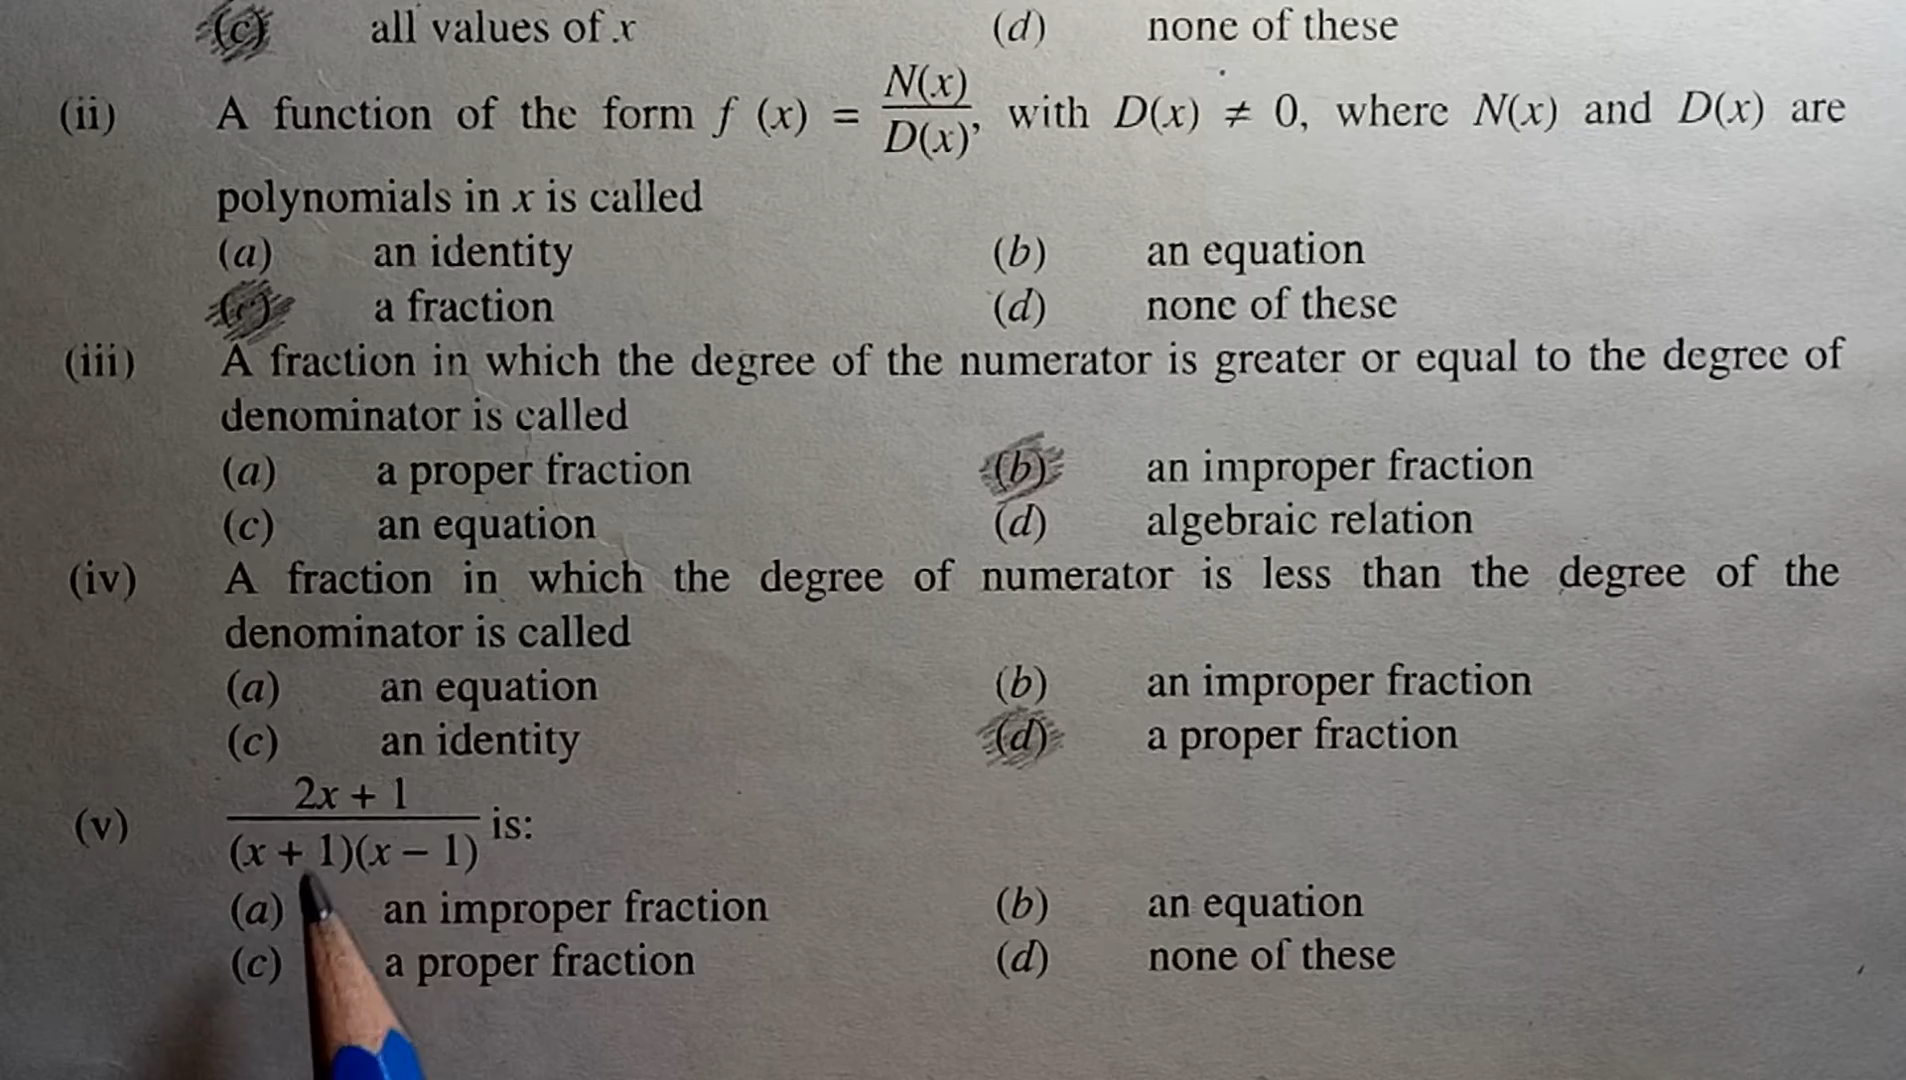 (c) all values of x (d) none of these
(ii) A function of the form f (x) = N(x)/D(x), with D(x) ≠ 0, where N(x) and D(x) are
polynomials in x is called
(a) an identity (b) an equation
(c) a fraction (d) none of these
(iii) A fraction in which the degree of the numerator is greater or equal to the degree of
denominator is called
(a) a proper fraction (b) an improper fraction
(c) an equation (d) algebraic relation
(iv) A fraction in which the degree of numerator is less than the degree of the
denominator is called
(a) an equation (b) an improper fraction
(c) an identity (d) a proper fraction
(v) 2x + 1 / (x + 1)(x – 1) is:
(a) an improper fraction (b) an equation
(c) a proper fraction (d) none of these